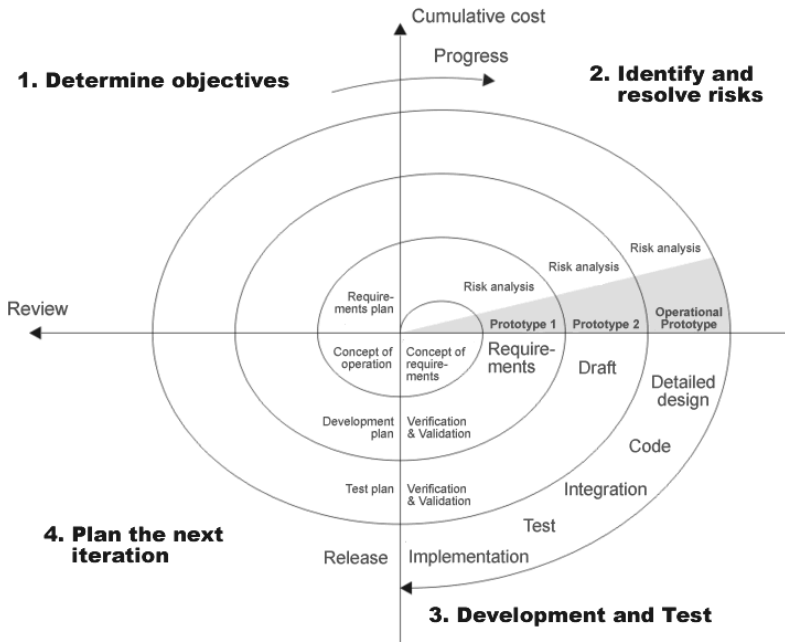 Cumulative cost
Progress
1. Determine objectives
2. Identify and
resolve risks
Risk analysis
Risk analysis
Risk analysis
Require-
ments plan
Review
Prototype 1
Prototype 2
Operational
Prototype
Concept of
operation
Concept of
require-
ments
Require-
ments
Draft
Detailed
design
Development
plan
Verification
& Validation
Code
Test plan
Verification
& Validation
Integration
Test
4. Plan the next
iteration
Release
Implementation
3. Development and Test